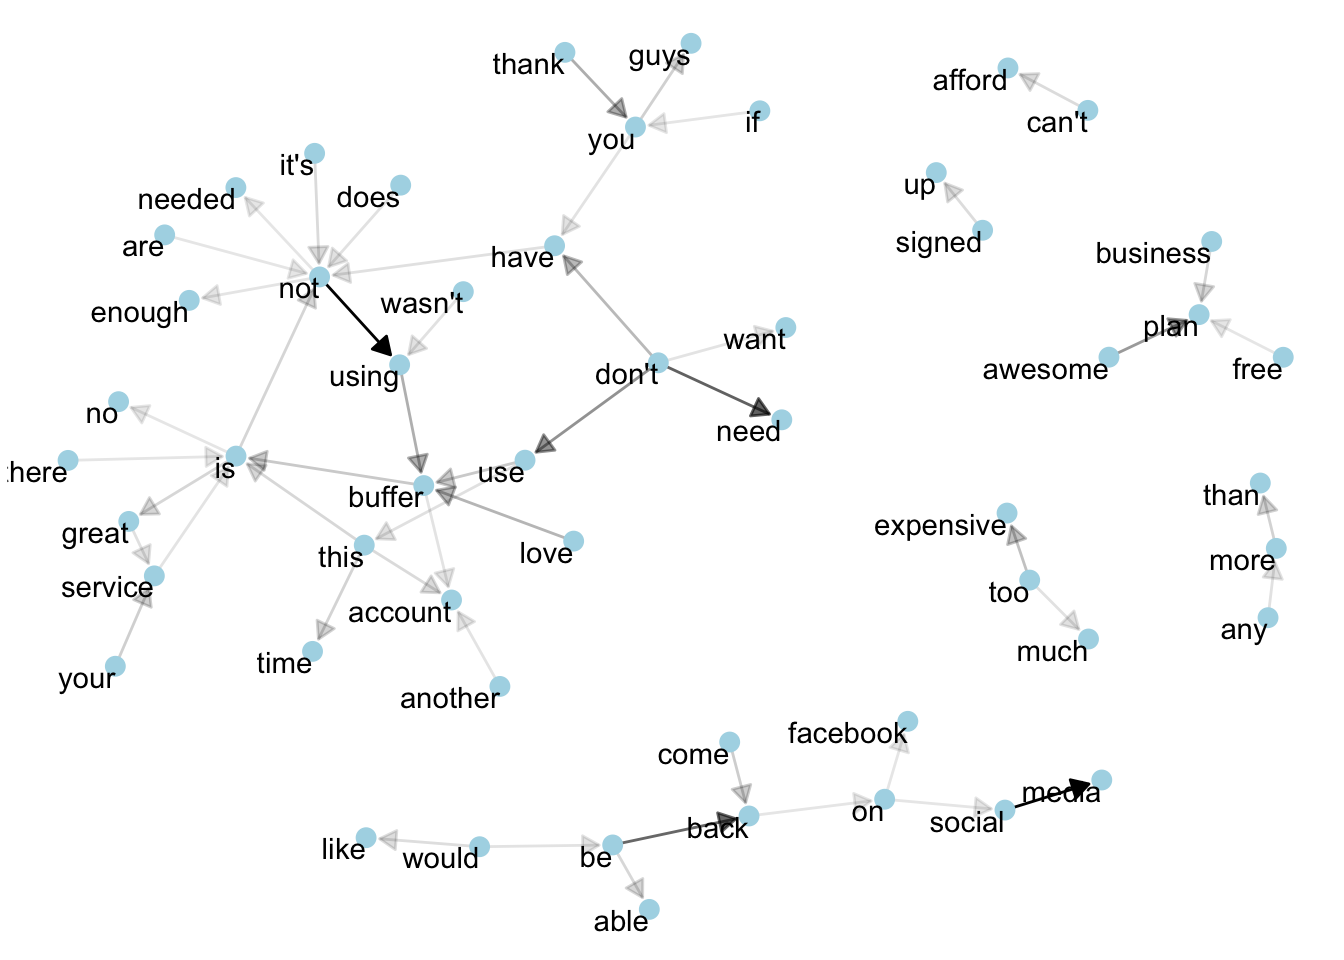 thank
guys
afford
if
can't
you
it's
needed
does
up
are
signed
have
business
not
enough
wasn't
plan
want
using
don't
awesome
free
no
need
is
here
use
buffer
than
great
expensive
love
this
more
service
too
account
any
much
time
your
another
facebook
come
media
on
social
back
like
would
be
able